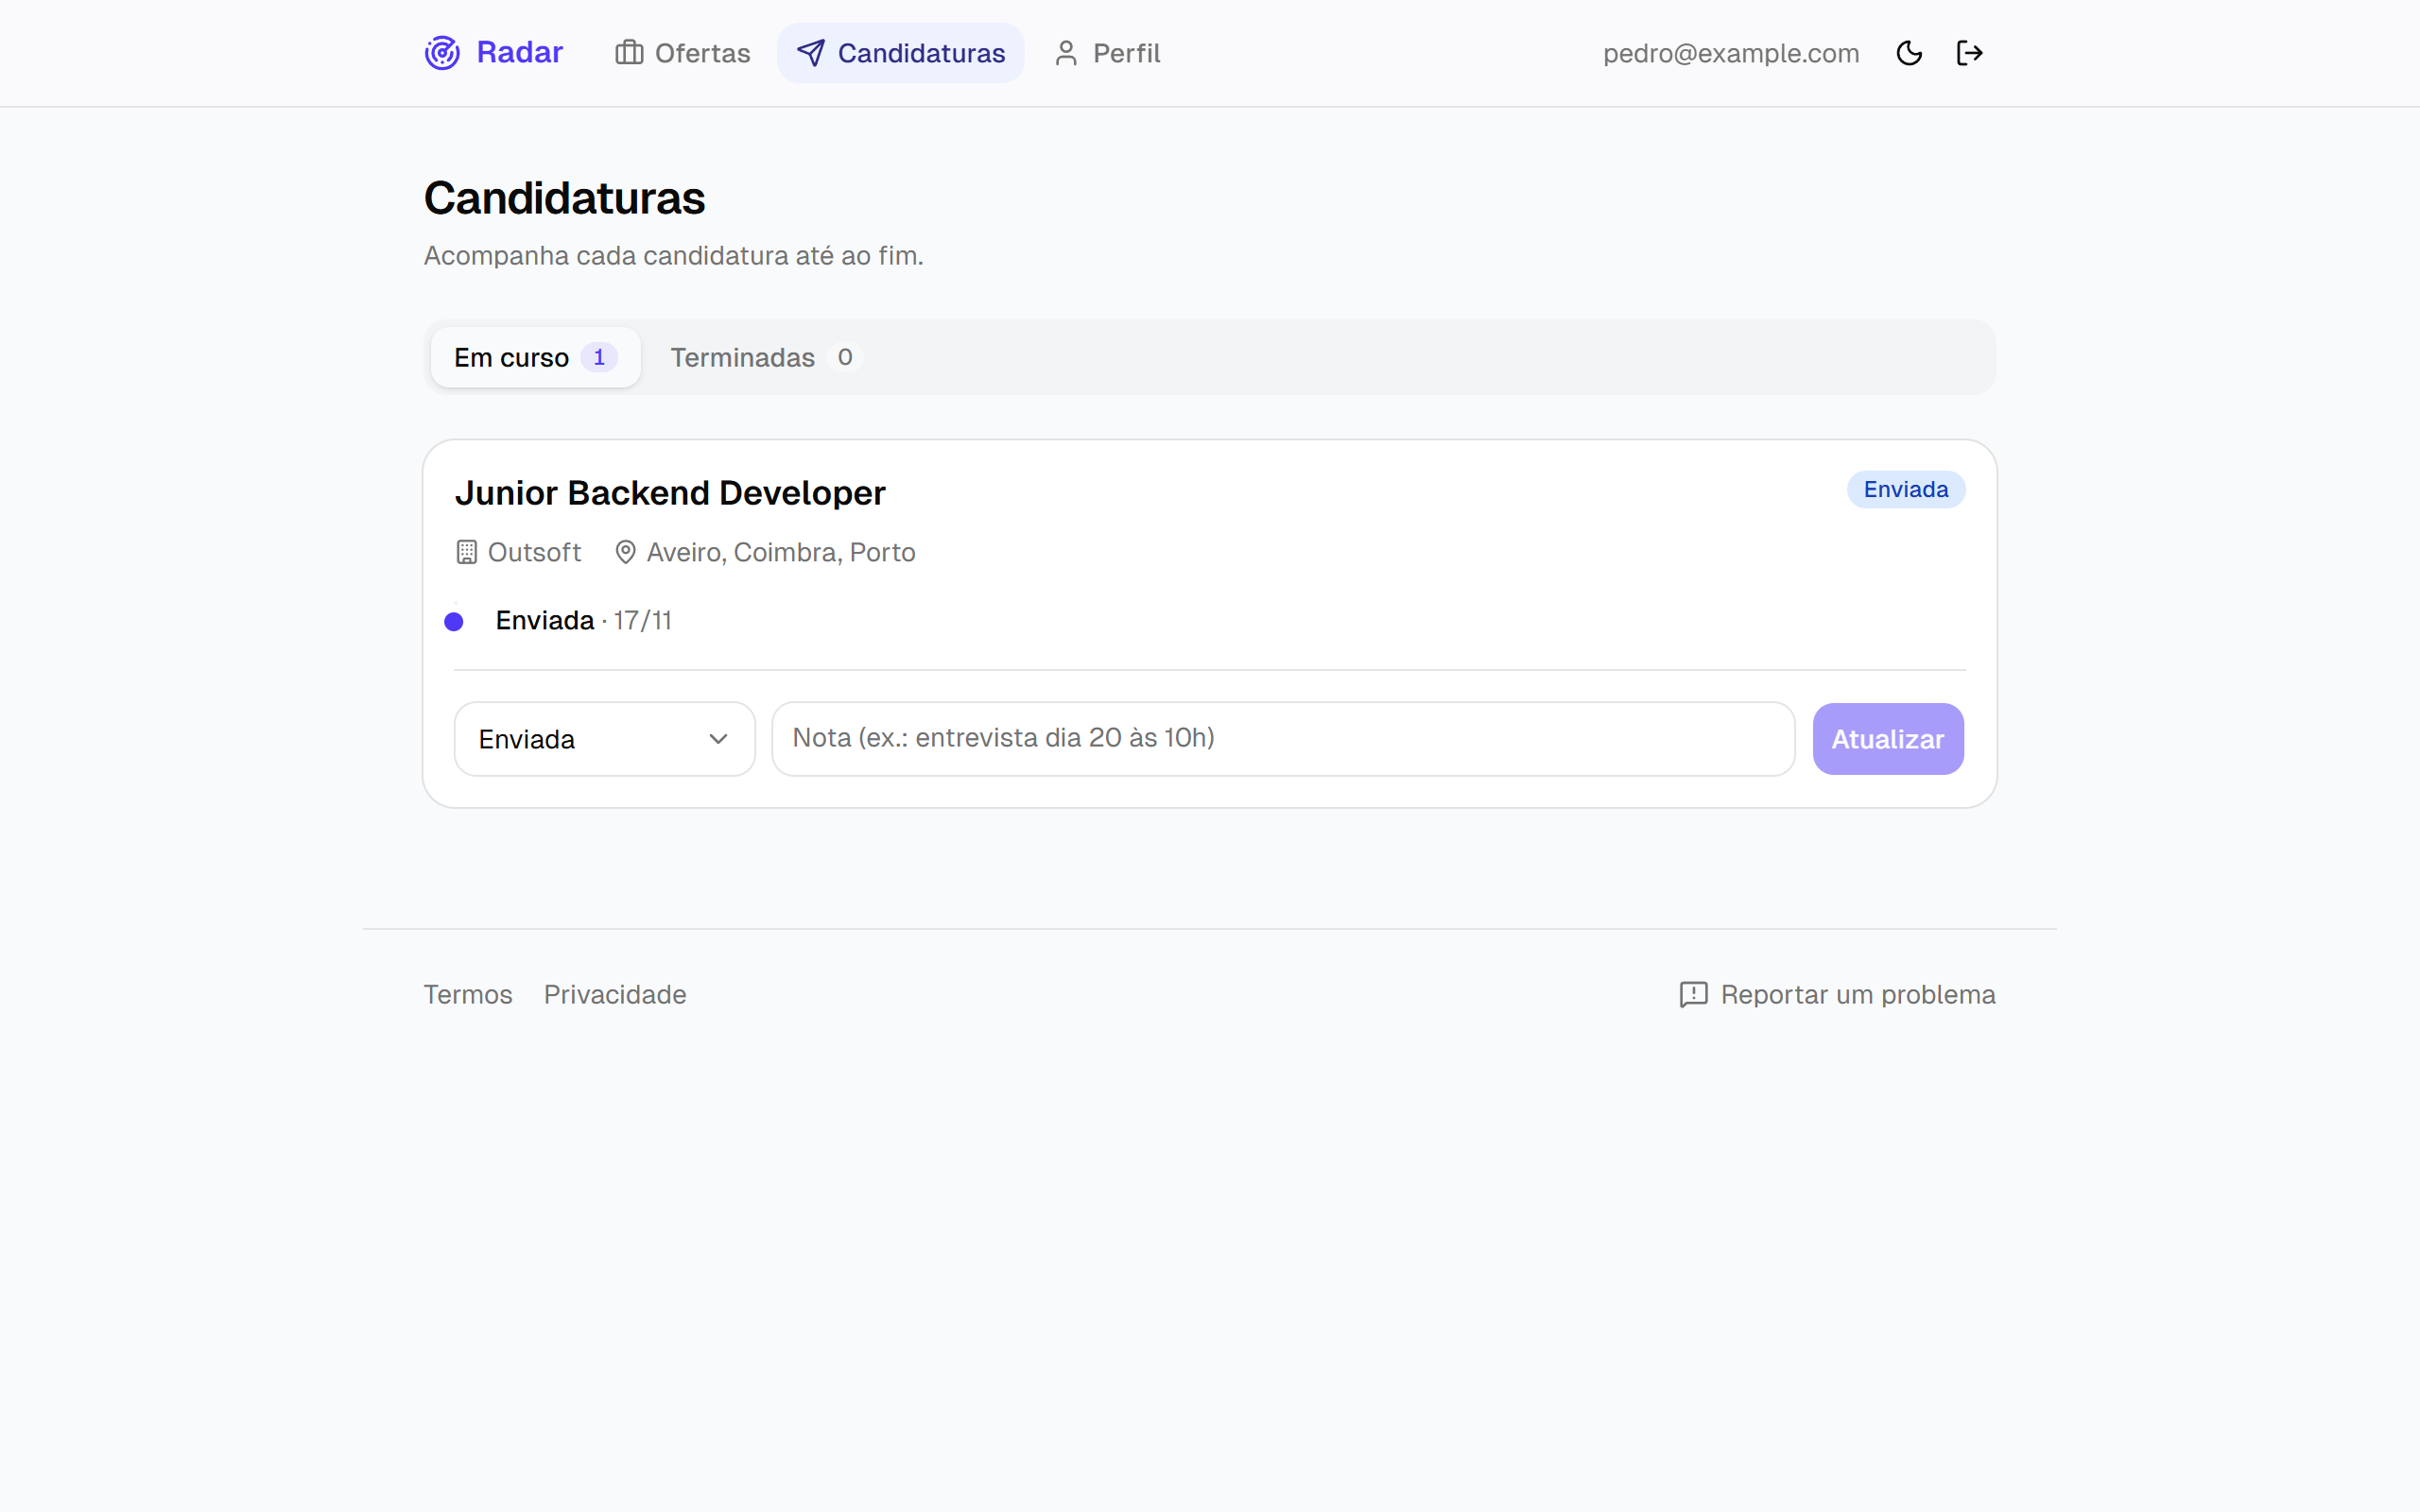 Radar Ofertas Candidaturas Perfil pedro@example.com
Candidaturas
Acompanha cada candidatura até ao fim.
Em curso 1 Terminadas 0
Junior Backend Developer Enviada
Outsoft Aveiro, Coimbra, Porto
Enviada · 17/11
Enviada Nota (ex.: entrevista dia 20 às 10h) Atualizar
Termos Privacidade Reportar um problema